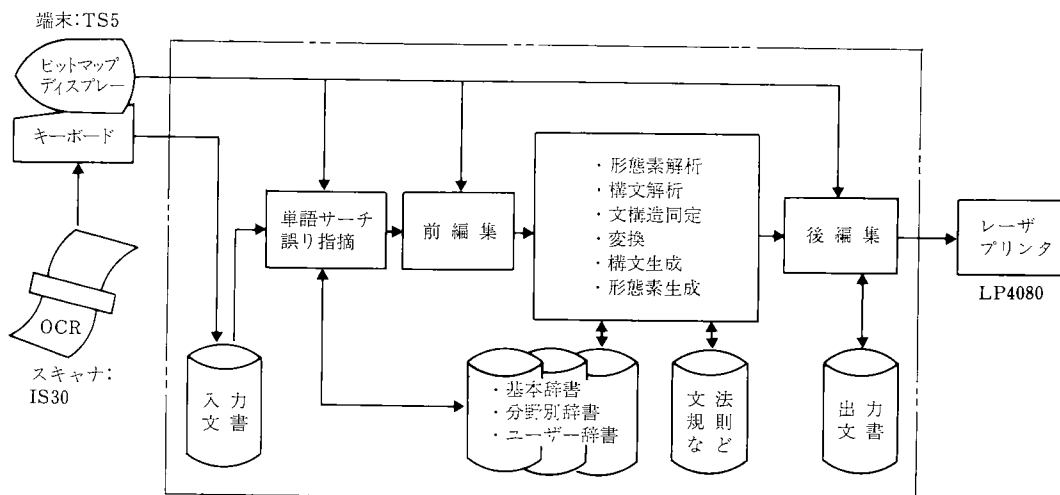 端末:TS5
ビットマップ
ディスプレー
キーボード
OCR
スキャナ:
IS30
入力
文書
単語サーチ
誤り指摘
前編集
・形態素解析
・構文解析
・文構造同定
・変換
・構文生成
・形態素生成
・基本辞書
・分野別辞書
・ユーザー辞書
文法
規則
など
後編集
出力
文書
レーザ
プリンタ
LP4080